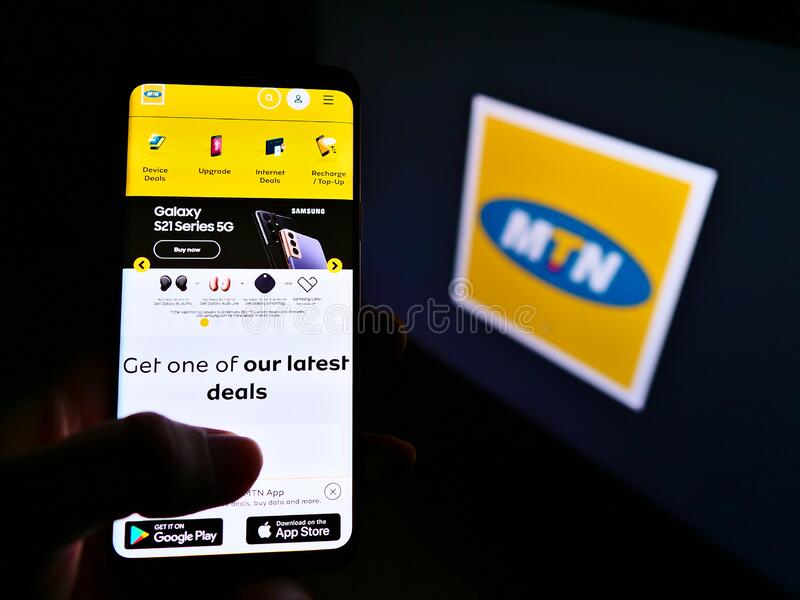 MTN
Device
Deals
Upgrade
Internet
Deals
Recharge
/ Top-Up
Galaxy
S21 Series 5G
SAMSUNG
Buy now
Get one of our latest
deals
MTN App
deals, buy data and more.
GET IT ON
Google Play
Download on the
App Store
MTN
dreamstime